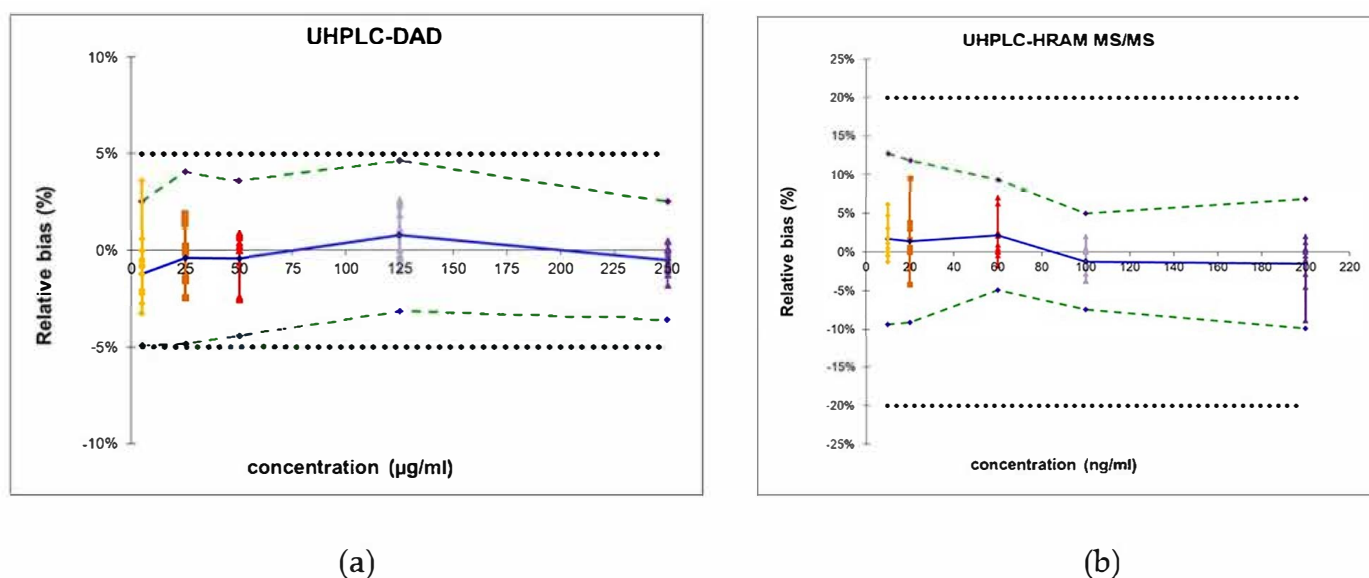 UHPLC-DAD
10%
5%
0%
-5%
-10%
0 25 50 75 100 125 150 175 200 225 250
Relative bias (%)
concentration (µg/ml)
(a)
UHPLC-HRAM MS/MS
25%
20%
15%
10%
5%
0%
-5%
-10%
-15%
-20%
-25%
0 20 40 60 80 100 120 140 160 180 200 220
Relative bias (%)
concentration (ng/ml)
(b)